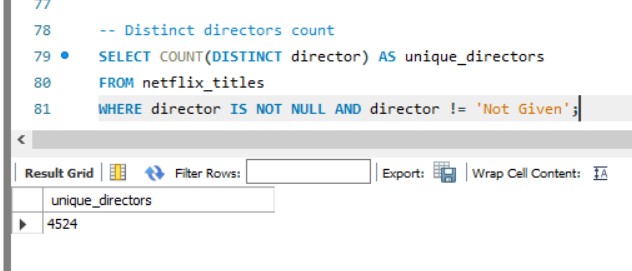 77
78 -- Distinct directors count
79 SELECT COUNT(DISTINCT director) AS unique_directors
80 FROM netflix_titles
81 WHERE director IS NOT NULL AND director != 'Not Given';
Result Grid Filter Rows: Export: Wrap Cell Content: IA
unique_directors
4524